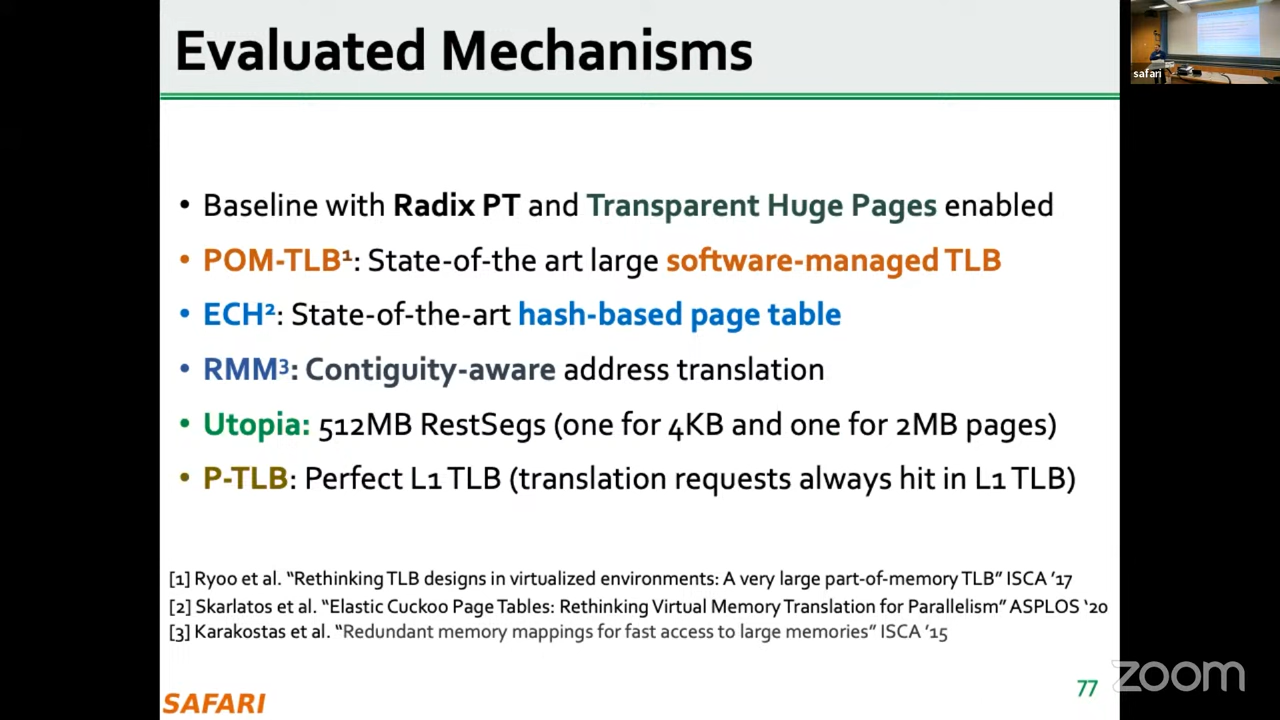 Evaluated Mechanisms
safari
• Baseline with Radix PT and Transparent Huge Pages enabled
• POM-TLB¹: State-of-the art large software-managed TLB
• ECH²: State-of-the-art hash-based page table
• RMM³: Contiguity-aware address translation
• Utopia: 512MB RestSegs (one for 4KB and one for 2MB pages)
• P-TLB: Perfect L1 TLB (translation requests always hit in L1 TLB)
[1] Ryoo et al. “Rethinking TLB designs in virtualized environments: A very large part-of-memory TLB” ISCA ’17
[2] Skarlatos et al. “Elastic Cuckoo Page Tables: Rethinking Virtual Memory Translation for Parallelism” ASPLOS ‘20
[3] Karakostas et al. “Redundant memory mappings for fast access to large memories” ISCA ’15
SAFARI
77
zoom